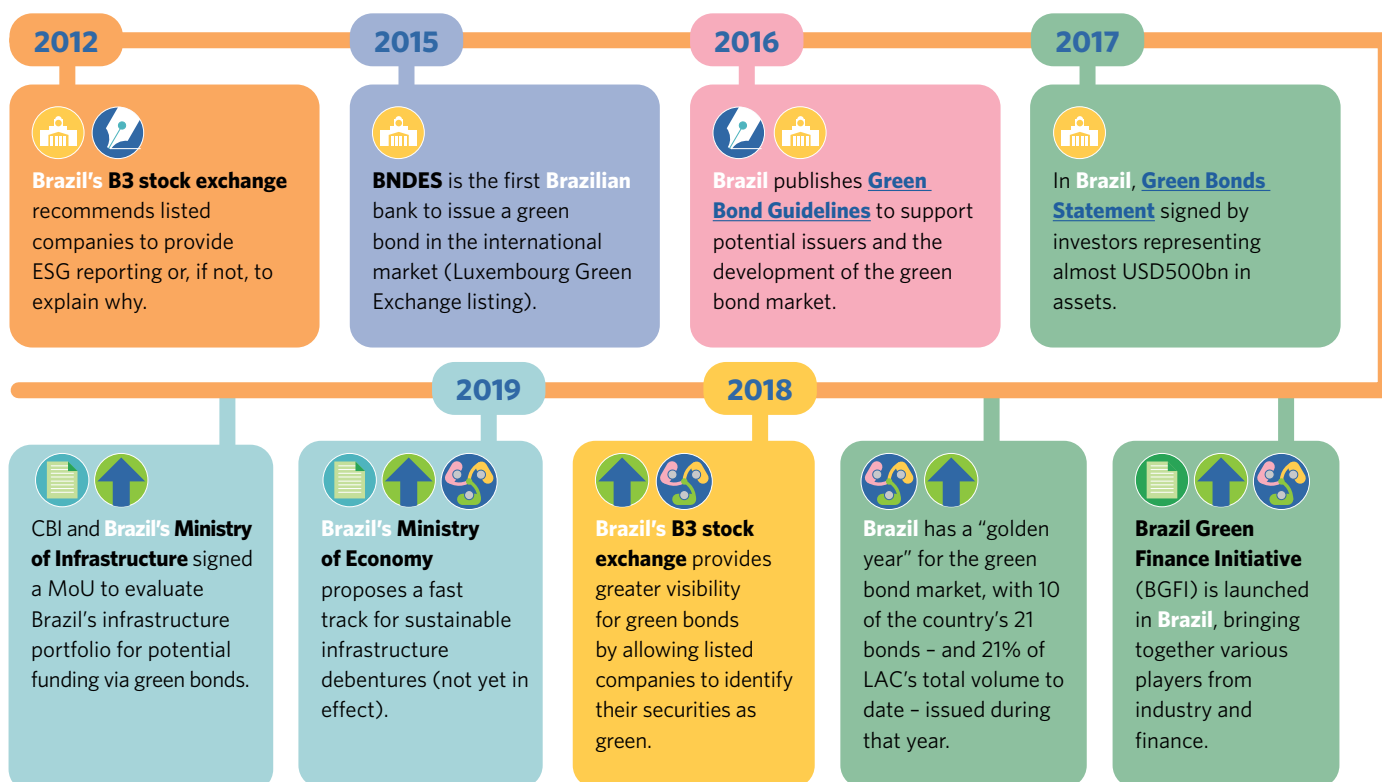 2012
Brazil's B3 stock exchange
recommends listed
companies to provide
ESG reporting or, if not, to
explain why.
2015
BNDES is the first Brazilian
bank to issue a green
bond in the international
market (Luxembourg Green
Exchange listing).
2016
Brazil publishes Green
Bond Guidelines to support
potential issuers and the
development of the green
bond market.
2017
In Brazil, Green Bonds
Statement signed by
investors representing
almost USD500bn in
assets.
CBI and Brazil's Ministry
of Infrastructure signed
a MoU to evaluate
Brazil's infrastructure
portfolio for potential
funding via green bonds.
2019
Brazil's Ministry
of Economy
proposes a fast
track for sustainable
infrastructure
debentures (not yet in
effect).
2018
Brazil's B3 stock
exchange provides
greater visibility
for green bonds
by allowing listed
companies to identify
their securities as
green.
Brazil has a "golden
year" for the green
bond market, with 10
of the country's 21
bonds – and 21% of
LAC's total volume to
date – issued during
that year.
Brazil Green
Finance Initiative
(BGFI) is launched
in Brazil, bringing
together various
players from
industry and
finance.